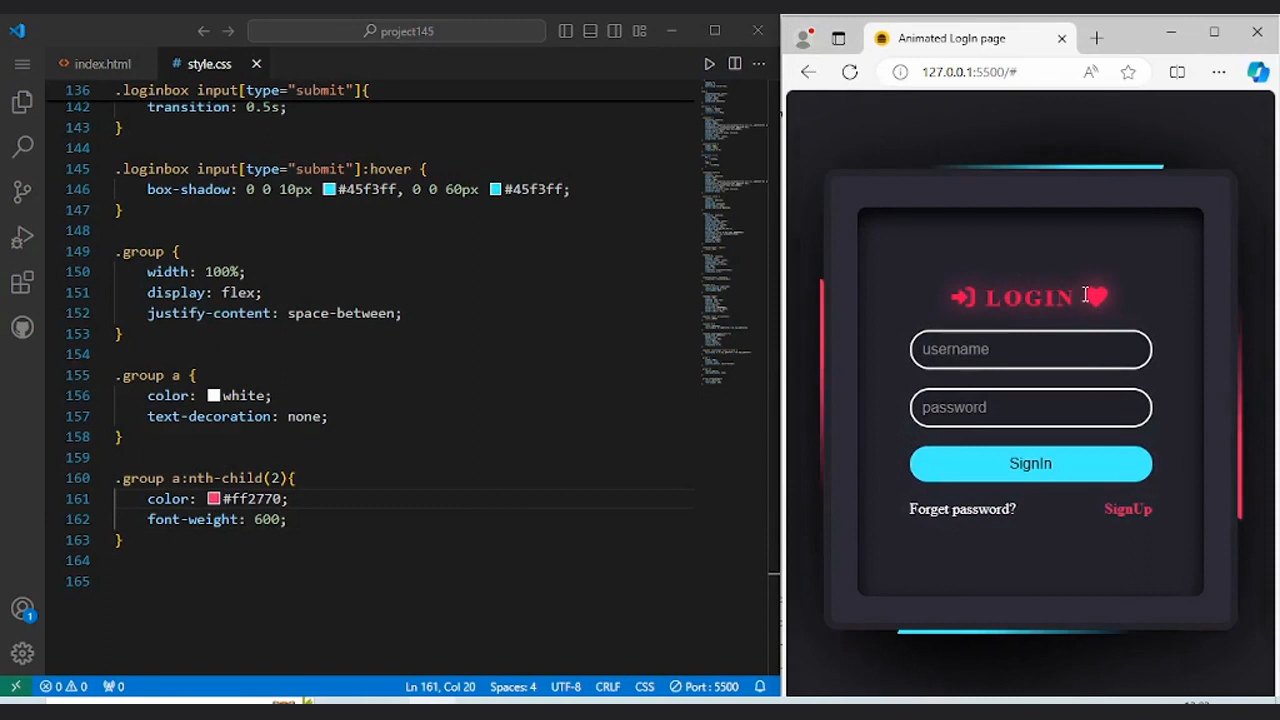 project145
index.html
style.css
136 .loginbox input[type="submit"]{
142 transition: 0.5s;
143 }
144
145 .loginbox input[type="submit"]:hover {
146 box-shadow: 0 0 10px #45f3ff, 0 0 60px #45f3ff;
147 }
148
149 .group {
150 width: 100%;
151 display: flex;
152 justify-content: space-between;
153 }
154
155 .group a {
156 color: white;
157 text-decoration: none;
158 }
159
160 .group a:nth-child(2){
161 color: #ff2770;
162 font-weight: 600;
163 }
164
165
1
0 0 0
Ln 161, Col 20 Spaces: 4 UTF-8 CRLF CSS Port : 5500
Animated LogIn page
127.0.0.1:5500/#
LOGIN
username
password
SignIn
Forget password? SignUp